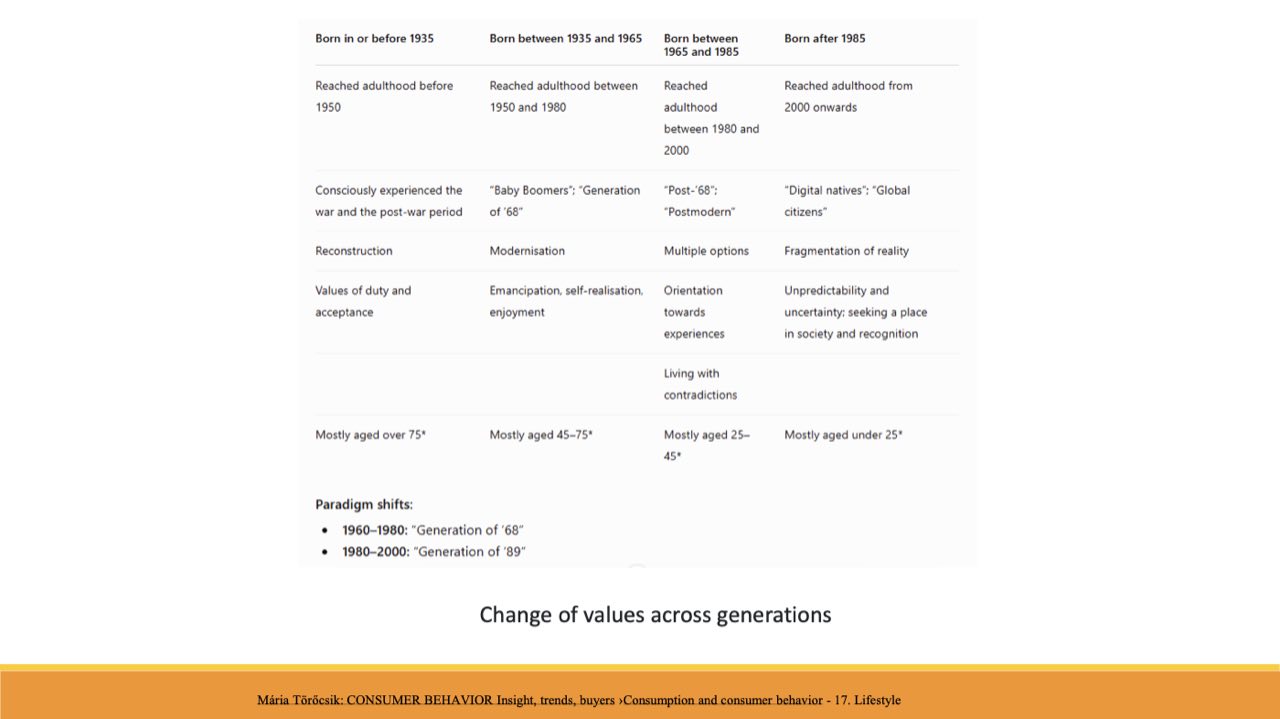 Born in or before 1935
Born between 1935 and 1965
Born between
1965 and 1985
Born after 1985
Reached adulthood before
1950
Reached adulthood between
1950 and 1980
Reached
adulthood
between 1980 and
2000
Reached adulthood from
2000 onwards
Consciously experienced the
war and the post-war period
“Baby Boomers”; “Generation
of ’68”
“Post-’68”;
“Postmodern”
“Digital natives”; “Global
citizens”
Reconstruction
Modernisation
Multiple options
Fragmentation of reality
Values of duty and
acceptance
Emancipation, self-realisation,
enjoyment
Orientation
towards
experiences
Unpredictability and
uncertainty; seeking a place
in society and recognition
Living with
contradictions
Mostly aged over 75*
Mostly aged 45–75*
Mostly aged 25–
45*
Mostly aged under 25*
Paradigm shifts:
• 1960–1980: “Generation of ’68”
• 1980–2000: “Generation of ’89”
Change of values across generations
Mária Törőcsik: CONSUMER BEHAVIOR Insight, trends, buyers ›Consumption and consumer behavior - 17. Lifestyle